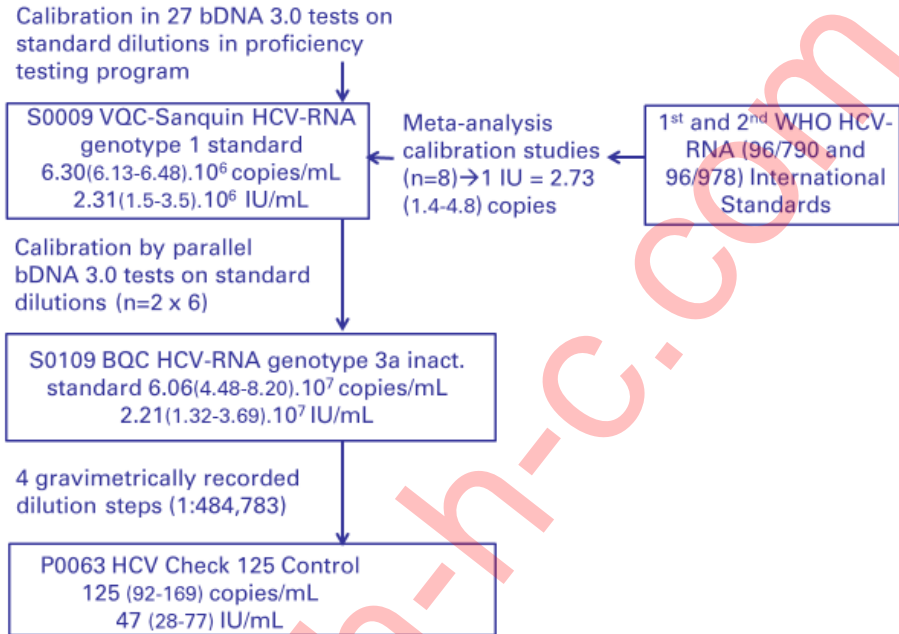 Calibration in 27 bDNA 3.0 tests on
standard dilutions in proficiency
testing program
S0009 VQC-Sanquin HCV-RNA
genotype 1 standard
6.30(6.13-6.48).10⁶ copies/mL
2.31(1.5-3.5).10⁶ IU/mL
Meta-analysis
calibration studies
(n=8)→1 IU = 2.73
(1.4-4.8) copies
1st and 2nd WHO HCV-
RNA (96/790 and
96/978) International
Standards
Calibration by parallel
bDNA 3.0 tests on standard
dilutions (n=2 x 6)
S0109 BQC HCV-RNA genotype 3a inact.
standard 6.06(4.48-8.20).10⁷ copies/mL
2.21(1.32-3.69).10⁷ IU/mL
4 gravimetrically recorded
dilution steps (1:484,783)
P0063 HCV Check 125 Control
125 (92-169) copies/mL
47 (28-77) IU/mL
h-h-c.com